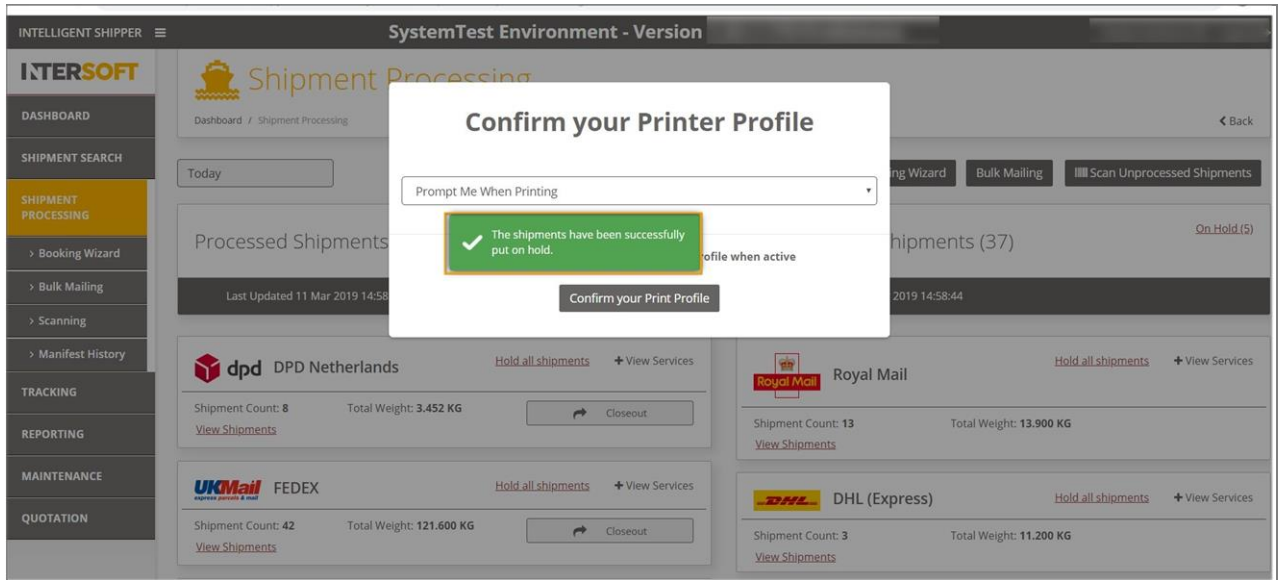 INTELLIGENT SHIPPER
SystemTest Environment - Version
INTERSOFT
Shipment Processing
Dashboard / Shipment Processing
Back
DASHBOARD
SHIPMENT SEARCH
SHIPMENT
PROCESSING
> Booking Wizard
> Bulk Mailing
> Scanning
> Manifest History
TRACKING
REPORTING
MAINTENANCE
QUOTATION
Today
Bulk Mailing
Scan Unprocessed Shipments
Confirm your Printer Profile
Prompt Me When Printing
The shipments have been successfully
put on hold.
when active
Confirm your Print Profile
Processed Shipments
(37)
On Hold (5)
Last Updated 11 Mar 2019 14:58
2019 14:58:44
dpd DPD Netherlands
Hold all shipments + View Services
Shipment Count: 8 Total Weight: 3.452 KG
Closeout
View Shipments
Royal Mail Royal Mail
Hold all shipments + View Services
Shipment Count: 13 Total Weight: 13.900 KG
View Shipments
UKMail express parcels & mail FEDEX
Hold all shipments + View Services
Shipment Count: 42 Total Weight: 121.600 KG
Closeout
View Shipments
DHL DHL (Express)
Hold all shipments + View Services
Shipment Count: 3 Total Weight: 11.200 KG
View Shipments